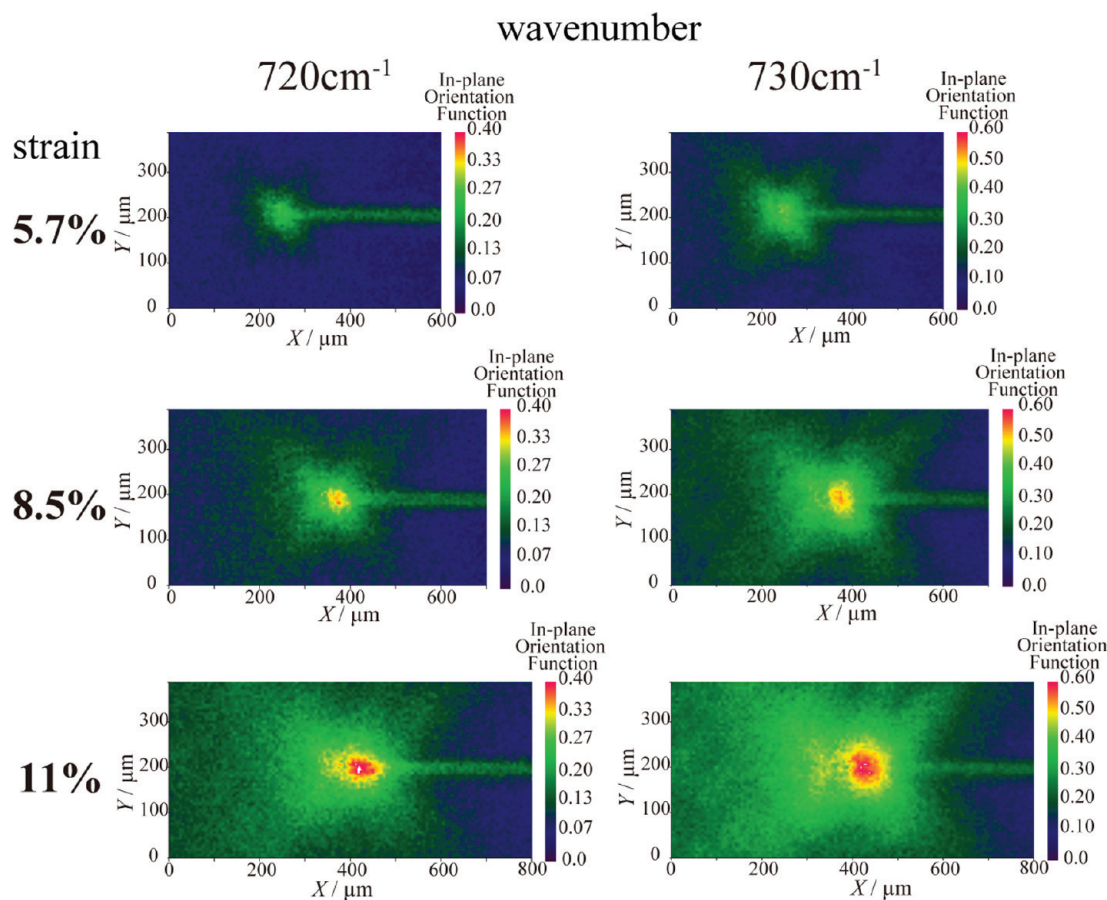 wavenumber
720cm⁻¹
730cm⁻¹
strain
5.7%
In-plane
Orientation
Function
0.40
0.33
0.27
0.20
0.13
0.07
0.0
Y / μm
300
200
100
0
0
200
400
600
X / μm
In-plane
Orientation
Function
0.60
0.50
0.40
0.30
0.20
0.10
0.0
Y / μm
300
200
100
0
0
200
400
600
X / μm
8.5%
In-plane
Orientation
Function
0.40
0.33
0.27
0.20
0.13
0.07
0.0
Y / μm
300
200
100
0
0
200
400
600
X / μm
In-plane
Orientation
Function
0.60
0.50
0.40
0.30
0.20
0.10
0.0
Y / μm
300
200
100
0
0
200
400
600
X / μm
11%
In-plane
Orientation
Function
0.40
0.33
0.27
0.20
0.13
0.07
0.0
Y / μm
300
200
100
0
0
200
400
600
800
X / μm
In-plane
Orientation
Function
0.60
0.50
0.40
0.30
0.20
0.10
0.0
Y / μm
300
200
100
0
0
200
400
600
800
X / μm